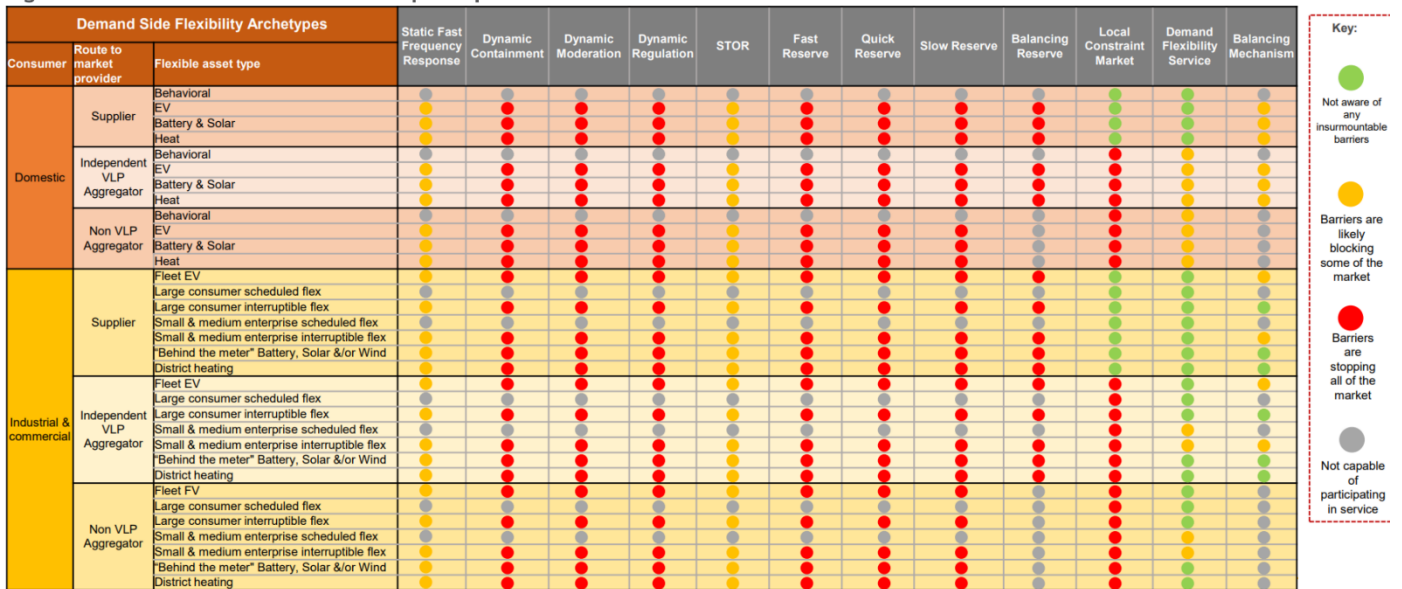 Demand Side Flexibility Archetypes
Consumer
Route to
market
provider
Flexible asset type
Static Fast
Frequency
Response
Dynamic
Containment
Dynamic
Moderation
Dynamic
Regulation
STOR
Fast
Reserve
Quick
Reserve
Slow Reserve
Balancing
Reserve
Local
Constraint
Market
Demand
Flexibility
Service
Balancing
Mechanism
Domestic
Supplier
Behavioral
EV
Battery & Solar
Heat
Independent
VLP
Aggregator
Behavioral
EV
Battery & Solar
Heat
Non VLP
Aggregator
Behavioral
EV
Battery & Solar
Heat
Industrial &
commercial
Supplier
Fleet EV
Large consumer scheduled flex
Large consumer interruptible flex
Small & medium enterprise scheduled flex
Small & medium enterprise interruptible flex
"Behind the meter" Battery, Solar &/or Wind
District heating
Independent
VLP
Aggregator
Fleet EV
Large consumer scheduled flex
Large consumer interruptible flex
Small & medium enterprise scheduled flex
Small & medium enterprise interruptible flex
"Behind the meter" Battery, Solar &/or Wind
District heating
Non VLP
Aggregator
Fleet FV
Large consumer scheduled flex
Large consumer interruptible flex
Small & medium enterprise scheduled flex
Small & medium enterprise interruptible flex
"Behind the meter" Battery, Solar &/or Wind
District heating
Key:
Not aware of
any
insurmountable
barriers
Barriers are
likely
blocking
some of the
market
Barriers
are
stopping
all of the
market
Not capable
of
participating
in service